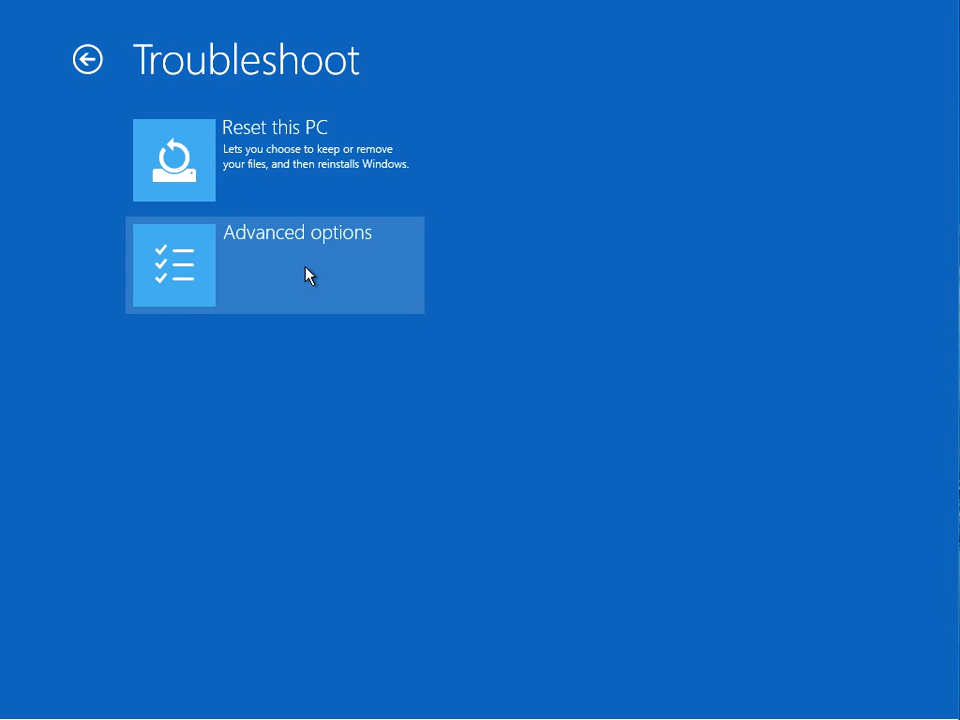 Troubleshoot
Reset this PC
Lets you choose to keep or remove
your files, and then reinstalls Windows.
Advanced options